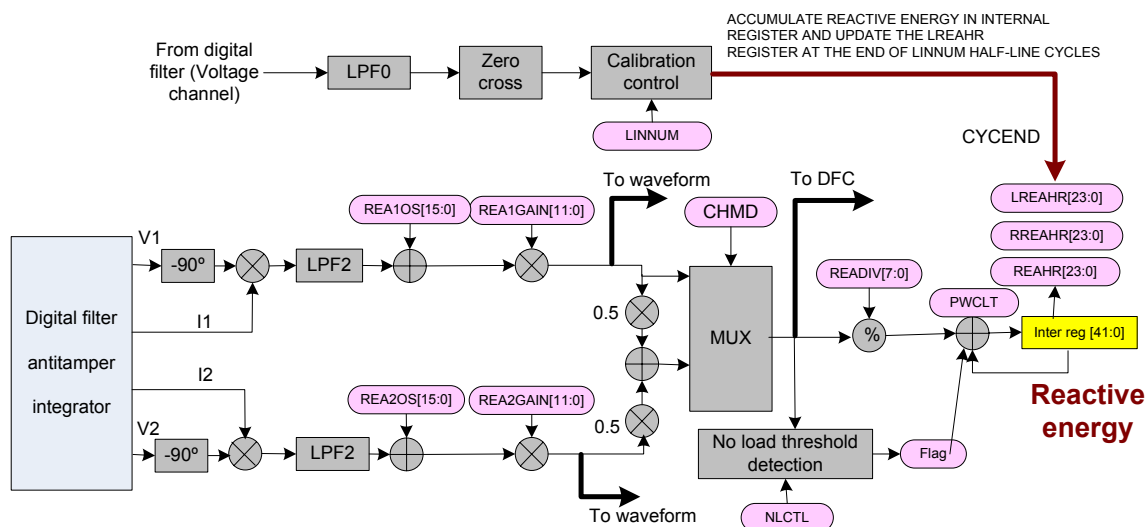 ACCUMULATE REACTIVE ENERGY IN INTERNAL
REGISTER AND UPDATE THE LREAHR
REGISTER AT THE END OF LINNUM HALF-LINE CYCLES
From digital
filter (Voltage
channel)
LPF0
Zero
cross
Calibration
control
LINNUM
CYCEND
To waveform
To DFC
REA1OS[15:0]
REA1GAIN[11:0]
CHMD
LREAHR[23:0]
RREAHR[23:0]
REAHR[23:0]
V1
-90º
LPF2
I1
READIV[7:0]
PWCLT
0.5
Digital filter
antitamper
integrator
MUX
%
Inter reg [41:0]
I2
REA2OS[15:0]
REA2GAIN[11:0]
0.5
Reactive
energy
V2
-90º
LPF2
No load threshold
detection
Flag
To waveform
NLCTL